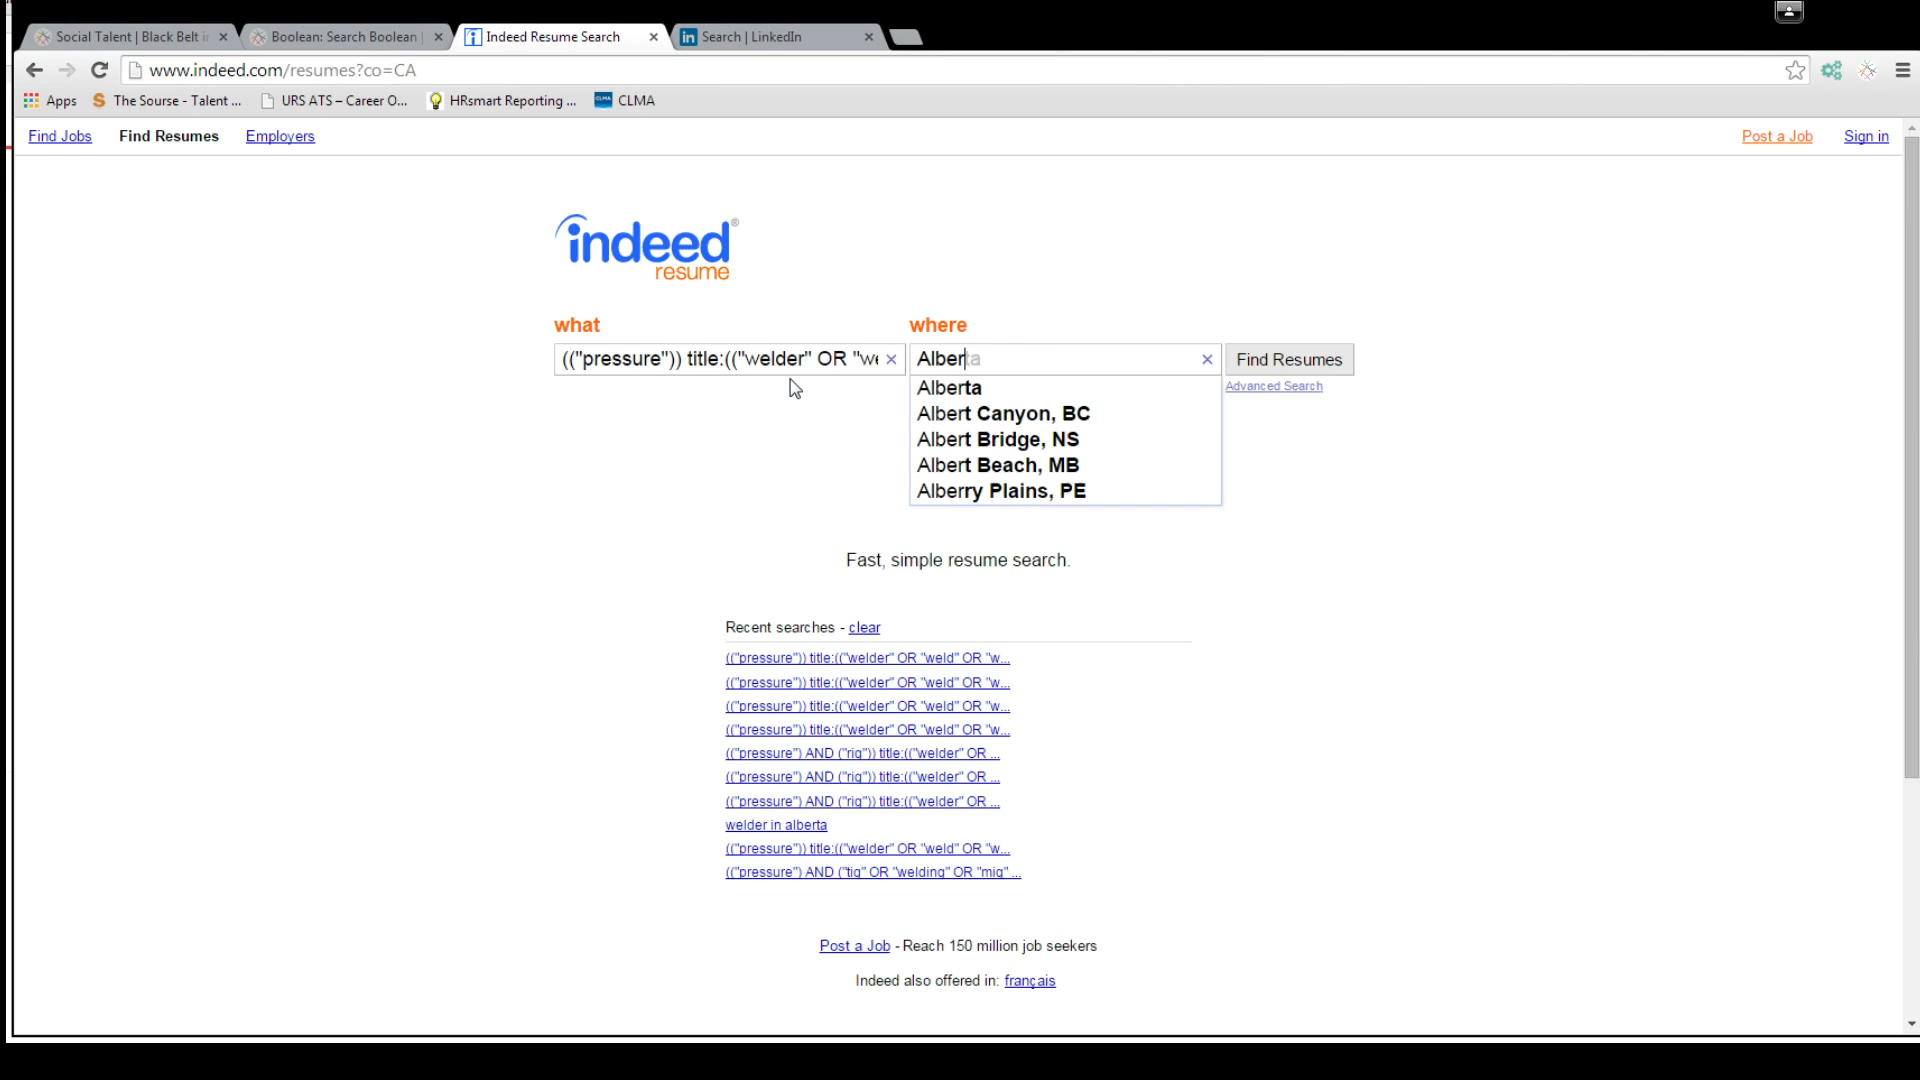 Social Talent | Black Belt i
Boolean: Search Boolean |
Indeed Resume Search
Search | LinkedIn
www.indeed.com/resumes?co=CA
Apps
The Sourse - Talent ...
URS ATS – Career O...
HRsmart Reporting ...
CLMA
Find Jobs
Find Resumes
Employers
Post a Job
Sign in
indeed®
resume
what
where
(("pressure")) title:(("welder" OR "we
Alberta
Find Resumes
Advanced Search
Alberta
Albert Canyon, BC
Albert Bridge, NS
Albert Beach, MB
Alberry Plains, PE
Fast, simple resume search.
Recent searches - clear
(("pressure")) title:(("welder" OR "weld" OR "w...
(("pressure")) title:(("welder" OR "weld" OR "w...
(("pressure")) title:(("welder" OR "weld" OR "w...
(("pressure")) title:(("welder" OR "weld" OR "w...
(("pressure") AND ("rig")) title:(("welder" OR ...
(("pressure") AND ("rig")) title:(("welder" OR ...
(("pressure") AND ("rig")) title:(("welder" OR ...
welder in alberta
(("pressure")) title:(("welder" OR "weld" OR "w...
(("pressure") AND ("tig" OR "welding" OR "mig" ...
Post a Job - Reach 150 million job seekers
Indeed also offered in: français